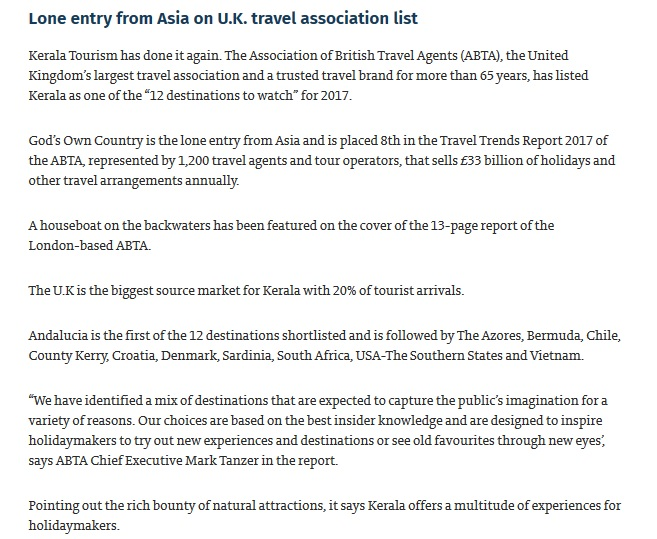 Lone entry from Asia on U.K. travel association list
Kerala Tourism has done it again. The Association of British Travel Agents (ABTA), the United
Kingdom's largest travel association and a trusted travel brand for more than 65 years, has listed
Kerala as one of the “12 destinations to watch” for 2017.
God's Own Country is the lone entry from Asia and is placed 8th in the Travel Trends Report 2017 of
the ABTA, represented by 1,200 travel agents and tour operators, that sells £33 billion of holidays and
other travel arrangements annually.
A houseboat on the backwaters has been featured on the cover of the 13-page report of the
London-based ABTA.
The U.K is the biggest source market for Kerala with 20% of tourist arrivals.
Andalucia is the first of the 12 destinations shortlisted and is followed by The Azores, Bermuda, Chile,
County Kerry, Croatia, Denmark, Sardinia, South Africa, USA-The Southern States and Vietnam.
“We have identified a mix of destinations that are expected to capture the public's imagination for a
variety of reasons. Our choices are based on the best insider knowledge and are designed to inspire
holidaymakers to try out new experiences and destinations or see old favourites through new eyes’,
says ABTA Chief Executive Mark Tanzer in the report.
Pointing out the rich bounty of natural attractions, it says Kerala offers a multitude of experiences for
holidaymakers.